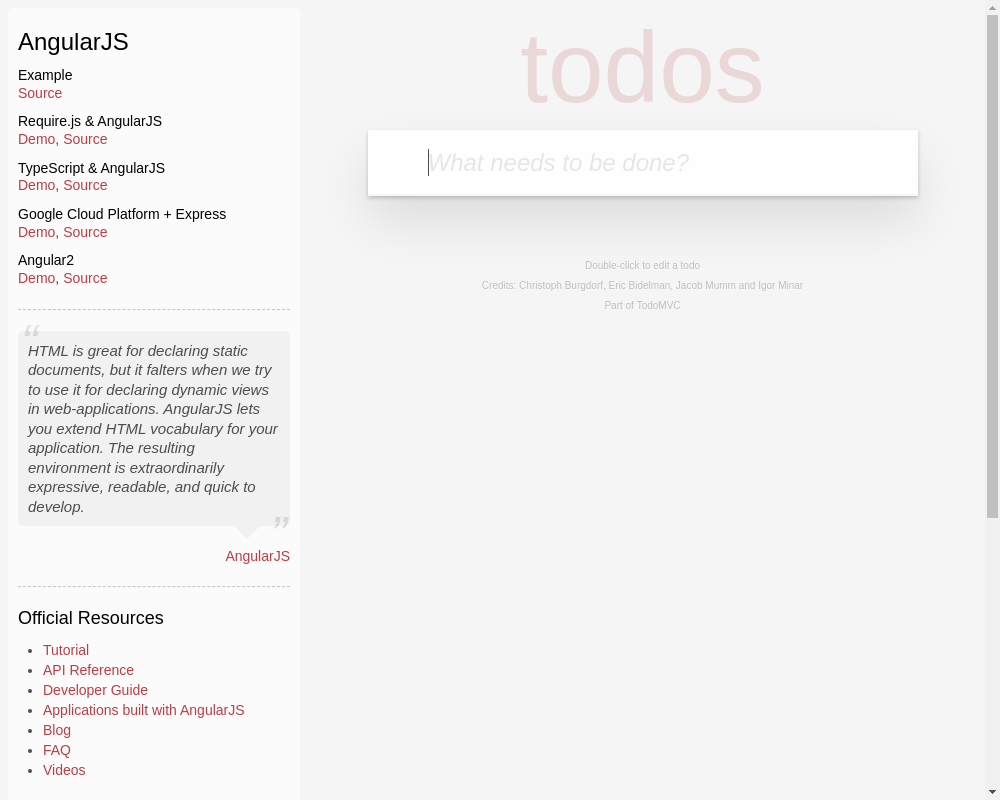 AngularJS
Example
Source
Require.js & AngularJS
Demo, Source
TypeScript & AngularJS
Demo, Source
Google Cloud Platform + Express
Demo, Source
Angular2
Demo, Source
“
HTML is great for declaring static
documents, but it falters when we try
to use it for declaring dynamic views
in web-applications. AngularJS lets
you extend HTML vocabulary for your
application. The resulting
environment is extraordinarily
expressive, readable, and quick to
develop.
”
AngularJS
Official Resources
Tutorial
API Reference
Developer Guide
Applications built with AngularJS
Blog
FAQ
Videos
todos
What needs to be done?
Double-click to edit a todo
Credits: Christoph Burgdorf, Eric Bidelman, Jacob Mumm and Igor Minar
Part of TodoMVC